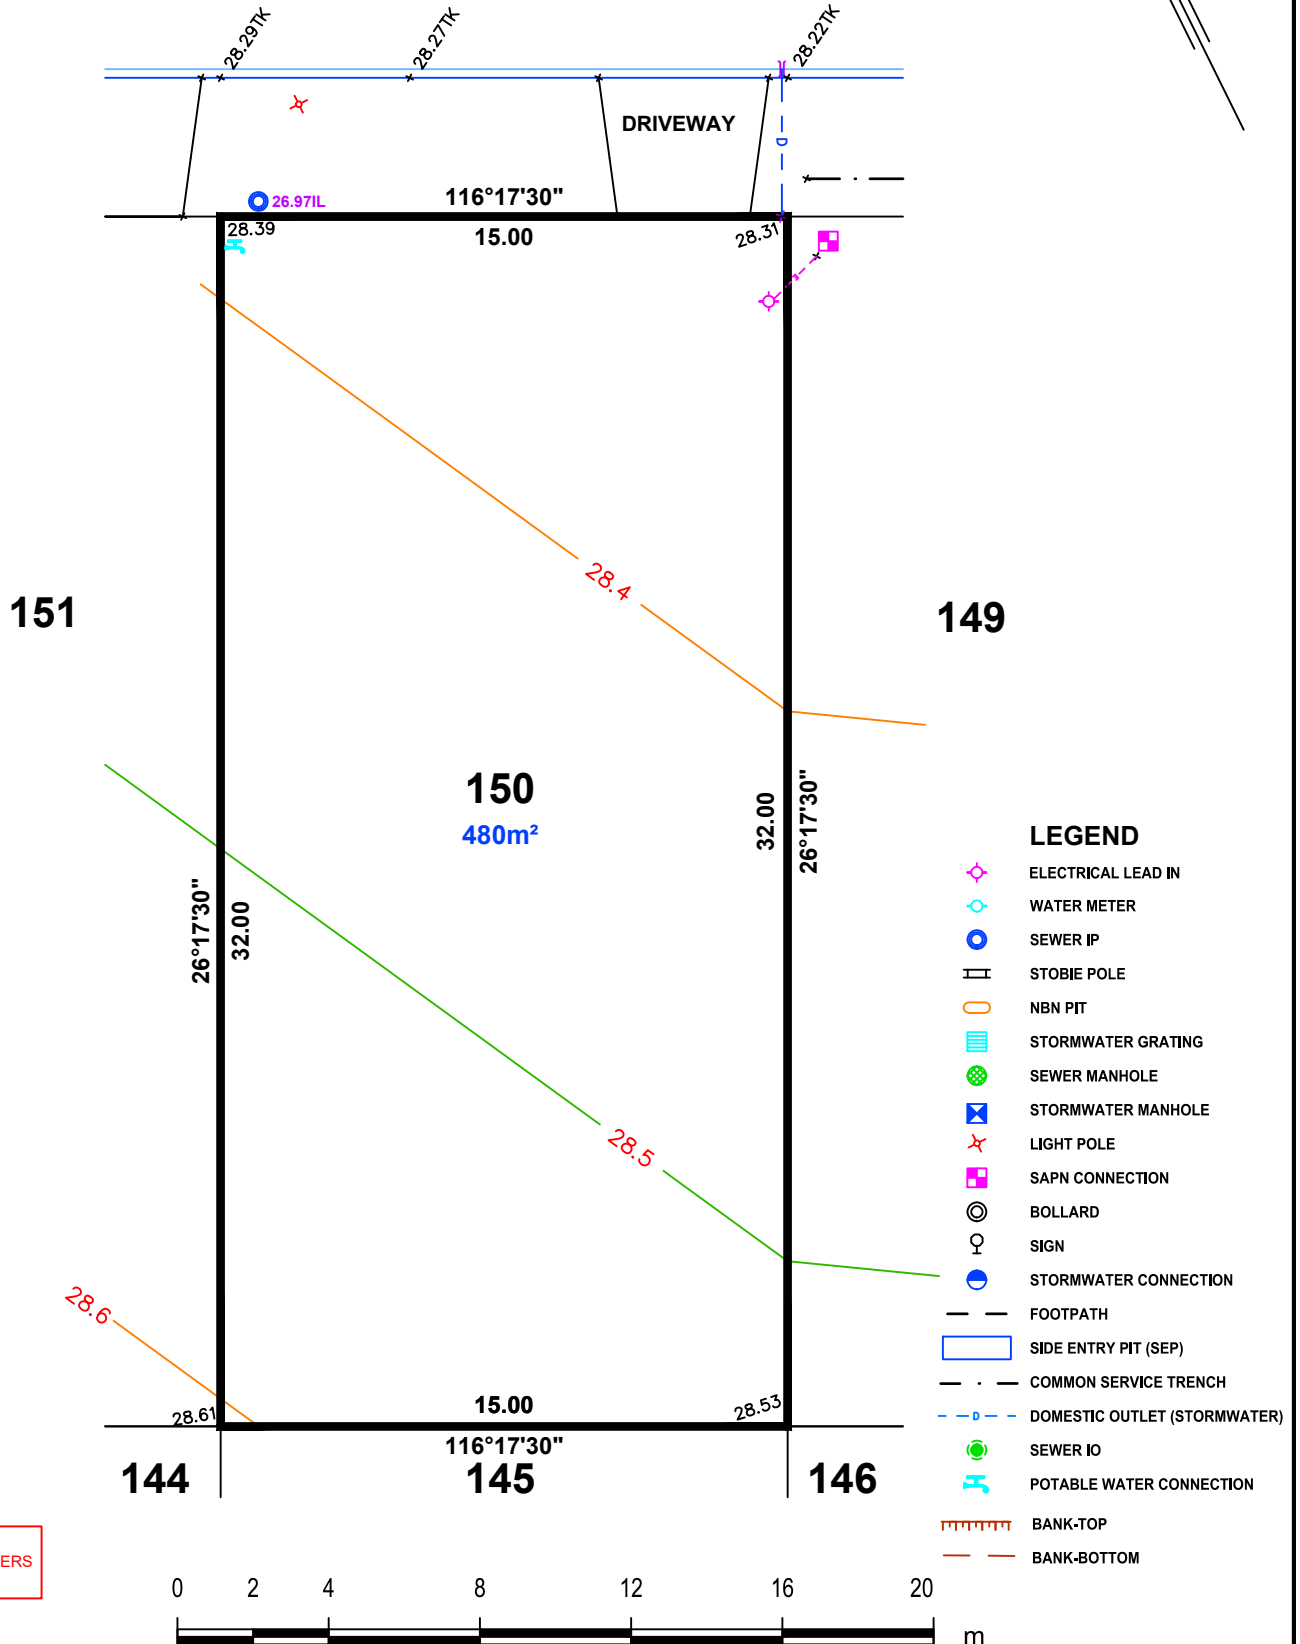 28.29TK
28.27TK
28.22TK
DRIVEWAY
D
26.97IL
116°17'30"
28.39
15.00
28.31
28.4
151
149
150
480m²
32.00
26°17'30"
26°17'30"
32.00
28.5
28.6
28.61
15.00
28.53
116°17'30"
144
145
146
LEGEND
ELECTRICAL LEAD IN
WATER METER
SEWER IP
STOBIE POLE
NBN PIT
STORMWATER GRATING
SEWER MANHOLE
STORMWATER MANHOLE
LIGHT POLE
SAPN CONNECTION
BOLLARD
SIGN
STORMWATER CONNECTION
FOOTPATH
SIDE ENTRY PIT (SEP)
COMMON SERVICE TRENCH
D DOMESTIC OUTLET (STORMWATER)
SEWER IO
POTABLE WATER CONNECTION
BANK-TOP
BANK-BOTTOM
ERS
0 2 4 8 12 16 20
m